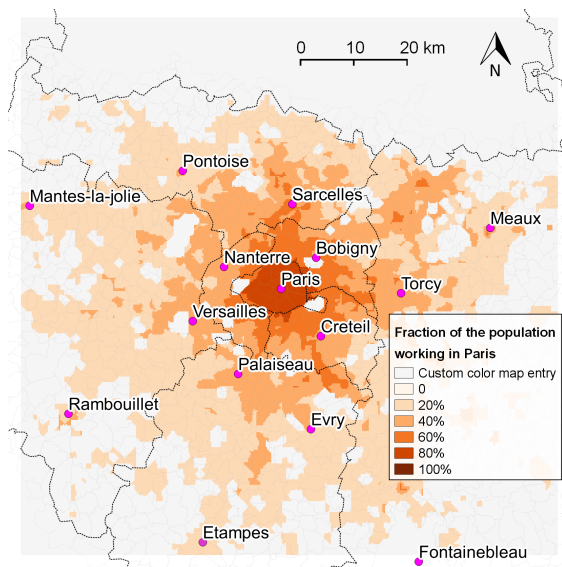 0 10 20 km
N
Pontoise
Mantes-la-jolie
Sarcelles
Meaux
Nanterre
Bobigny
Paris
Torcy
Versailles
Creteil
Palaiseau
Rambouillet
Evry
Etampes
Fontainebleau
Fraction of the population
working in Paris
Custom color map entry
0
20%
40%
60%
80%
100%